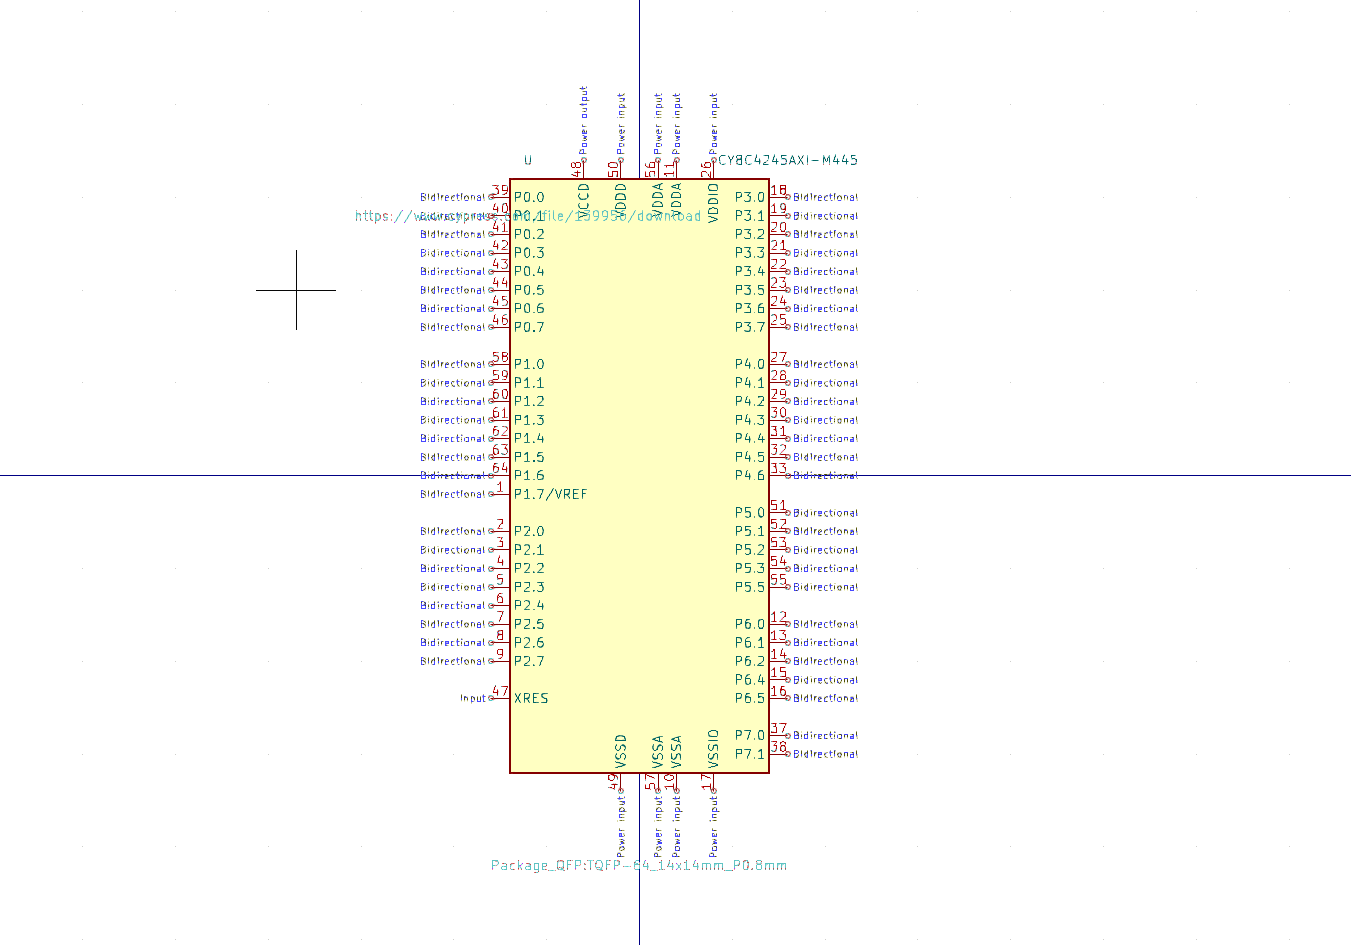 Power output Power input Power input Power input Power input
48 50 56 11 26
U CY8C4245AXI-M445
VCCD VDDD VDDA VDDA VDDIO
Bidirectional 39 P0.0 P3.0 18 Bidirectional
Bidirectional 40 P0.1 P3.1 19 Bidirectional
https://www.cypress.com/file/139956/download
Bidirectional 41 P0.2 P3.2 20 Bidirectional
Bidirectional 42 P0.3 P3.3 21 Bidirectional
Bidirectional 43 P0.4 P3.4 22 Bidirectional
Bidirectional 44 P0.5 P3.5 23 Bidirectional
Bidirectional 45 P0.6 P3.6 24 Bidirectional
Bidirectional 46 P0.7 P3.7 25 Bidirectional
Bidirectional 58 P1.0 P4.0 27 Bidirectional
Bidirectional 59 P1.1 P4.1 28 Bidirectional
Bidirectional 60 P1.2 P4.2 29 Bidirectional
Bidirectional 61 P1.3 P4.3 30 Bidirectional
Bidirectional 62 P1.4 P4.4 31 Bidirectional
Bidirectional 63 P1.5 P4.5 32 Bidirectional
Bidirectional 64 P1.6 P4.6 33 Bidirectional
Bidirectional 1 P1.7/VREF
P5.0 51 Bidirectional
Bidirectional 2 P2.0 P5.1 52 Bidirectional
Bidirectional 3 P2.1 P5.2 53 Bidirectional
Bidirectional 4 P2.2 P5.3 54 Bidirectional
Bidirectional 5 P2.3 P5.5 55 Bidirectional
Bidirectional 6 P2.4
Bidirectional 7 P2.5 P6.0 12 Bidirectional
Bidirectional 8 P2.6 P6.1 13 Bidirectional
Bidirectional 9 P2.7 P6.2 14 Bidirectional
P6.4 15 Bidirectional
Input 47 XRES P6.5 16 Bidirectional
P7.0 37 Bidirectional
P7.1 38 Bidirectional
VSSD VSSA VSSA VSSIO
49 57 10 17
Power input Power input Power input Power input
Package_QFP:TQFP-64_14x14mm_P0.8mm